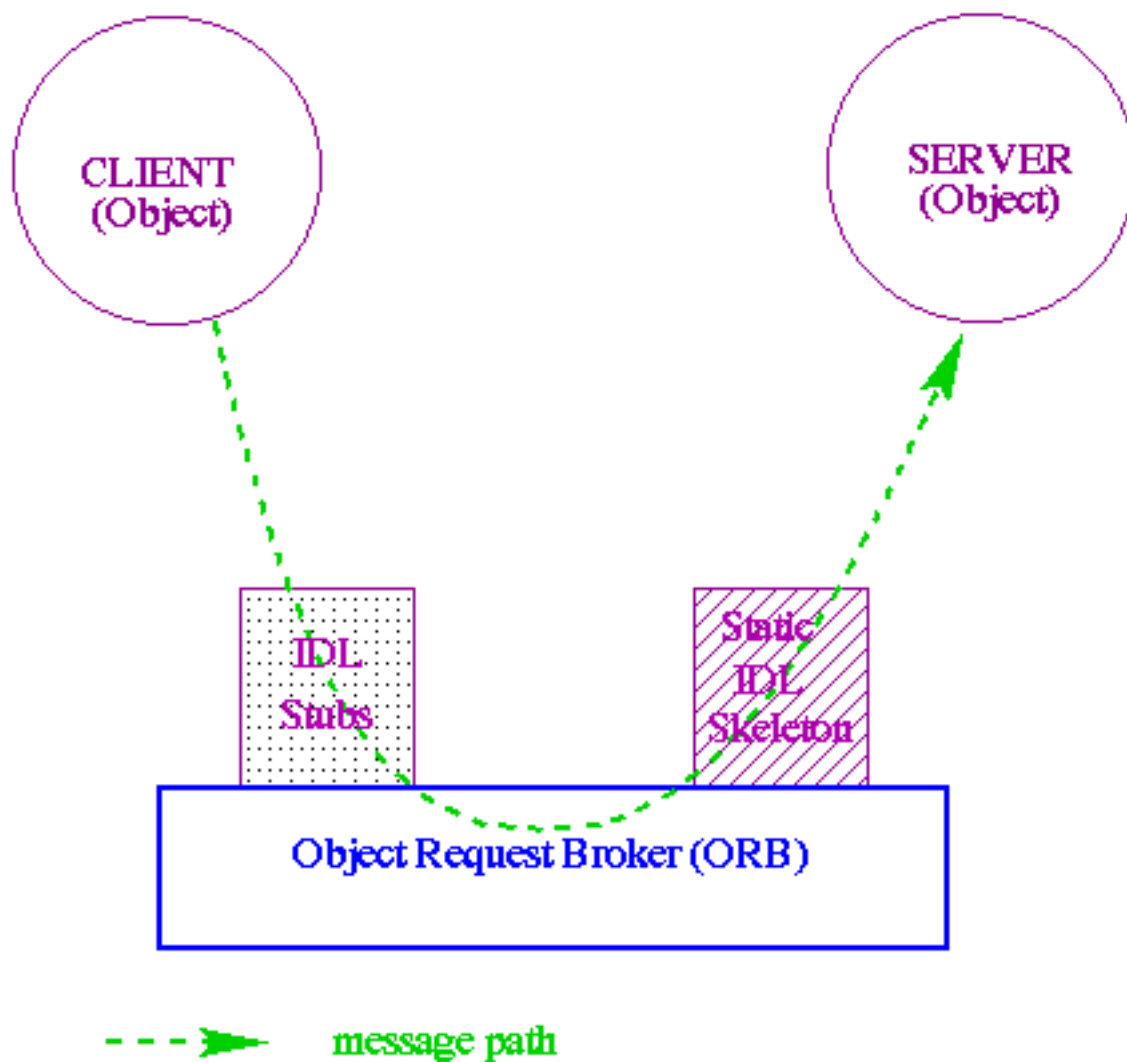 CLIENT
(Object)
SERVER
(Object)
IDL
Stubs
Static
IDL
Skeleton
Object Request Broker (ORB)
message path